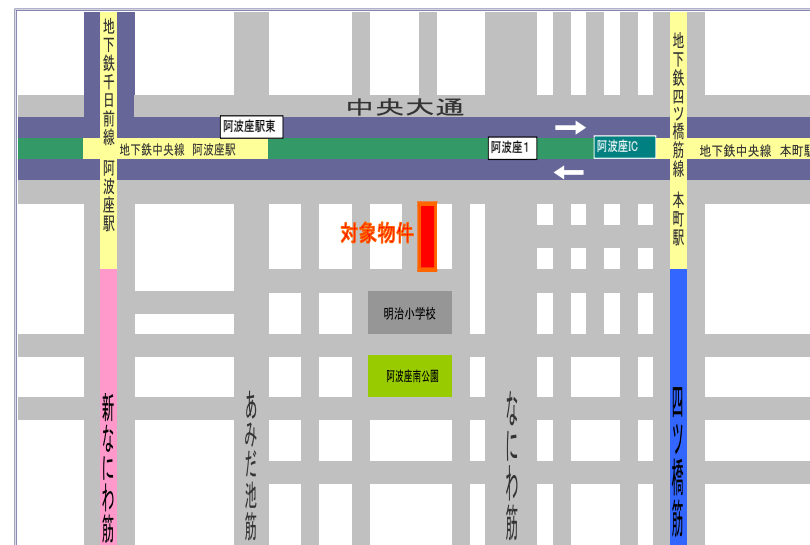 地下鉄千日前線 阿波座駅
地下鉄四ツ橋筋線 本町駅
中央大通
阿波座駅東
地下鉄中央線 阿波座駅
阿波座1
阿波座IC
地下鉄中央線 本町駅
対象物件
明治小学校
阿波座南公園
新なにわ筋
あみだ池筋
なにわ筋
四ツ橋筋